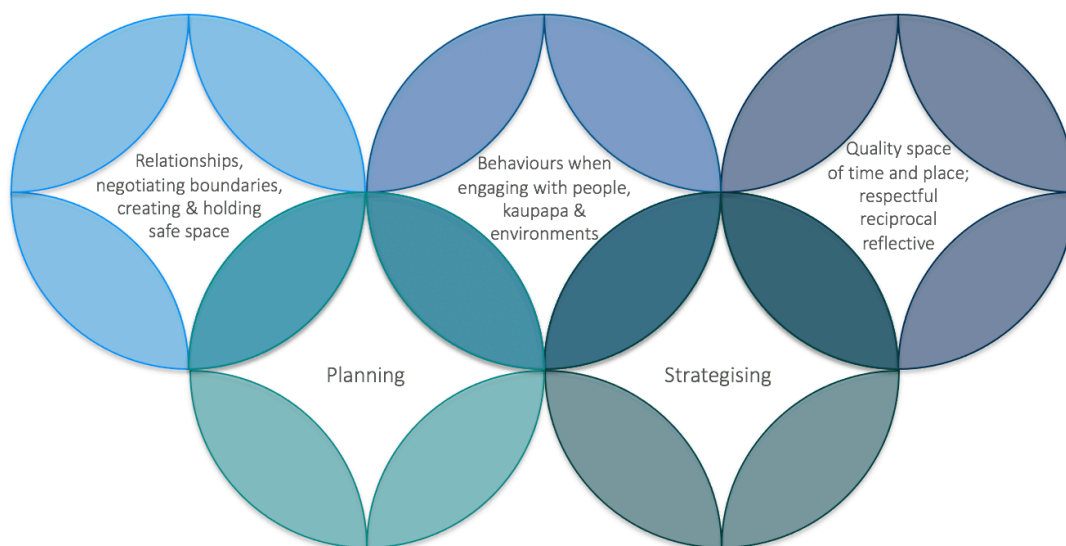 Relationships,
negotiating boundaries,
creating & holding
safe space
Behaviours when
engaging with people,
kaupapa &
environments
Quality space
of time and place;
respectful
reciprocal
reflective
Planning
Strategising